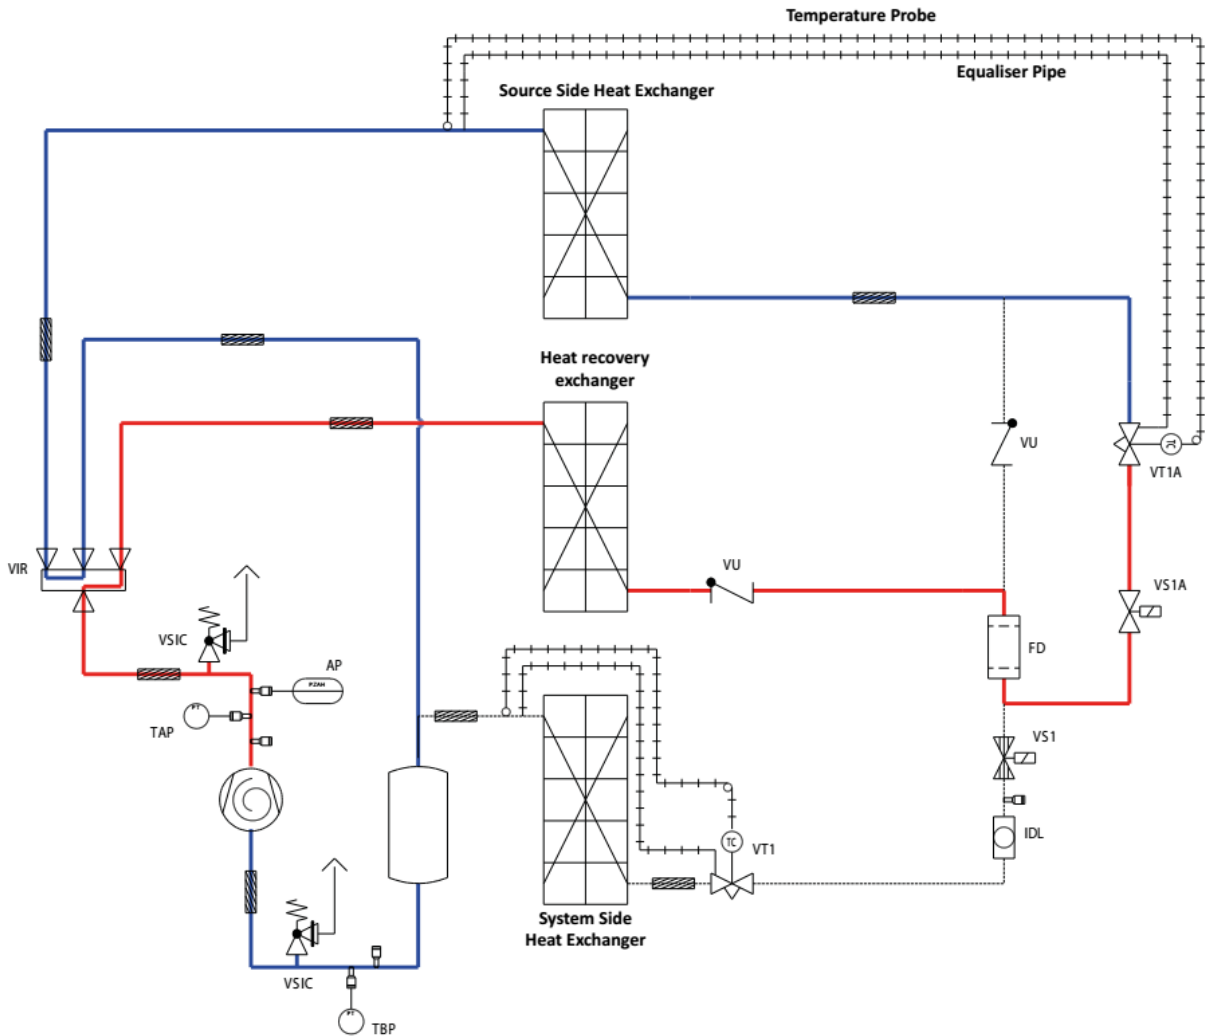 Temperature Probe
Equaliser Pipe
Source Side Heat Exchanger
Heat recovery
exchanger
VU
TC
VT1A
VIR
VU
VS1A
VSIC
AP
PZAH
FD
PT
TAP
VS1
IDL
TC
VT1
System Side
Heat Exchanger
VSIC
PT
TBP